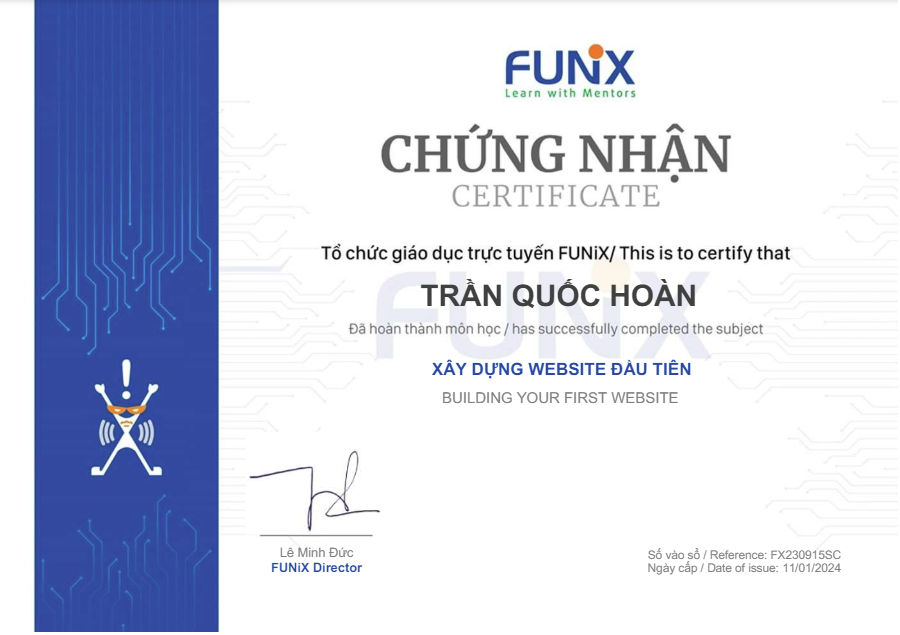 FUNiX
Learn with Mentors
CHỨNG NHẬN
CERTIFICATE
Tổ chức giáo dục trực tuyến FUNiX/ This is to certify that
FUNiX
TRẦN QUỐC HOÀN
Đã hoàn thành môn học / has successfully completed the subject
XÂY DỰNG WEBSITE ĐẦU TIÊN
BUILDING YOUR FIRST WEBSITE
Lê Minh Đức
FUNiX Director
Số vào sổ / Reference: FX230915SC
Ngày cấp / Date of issue: 11/01/2024